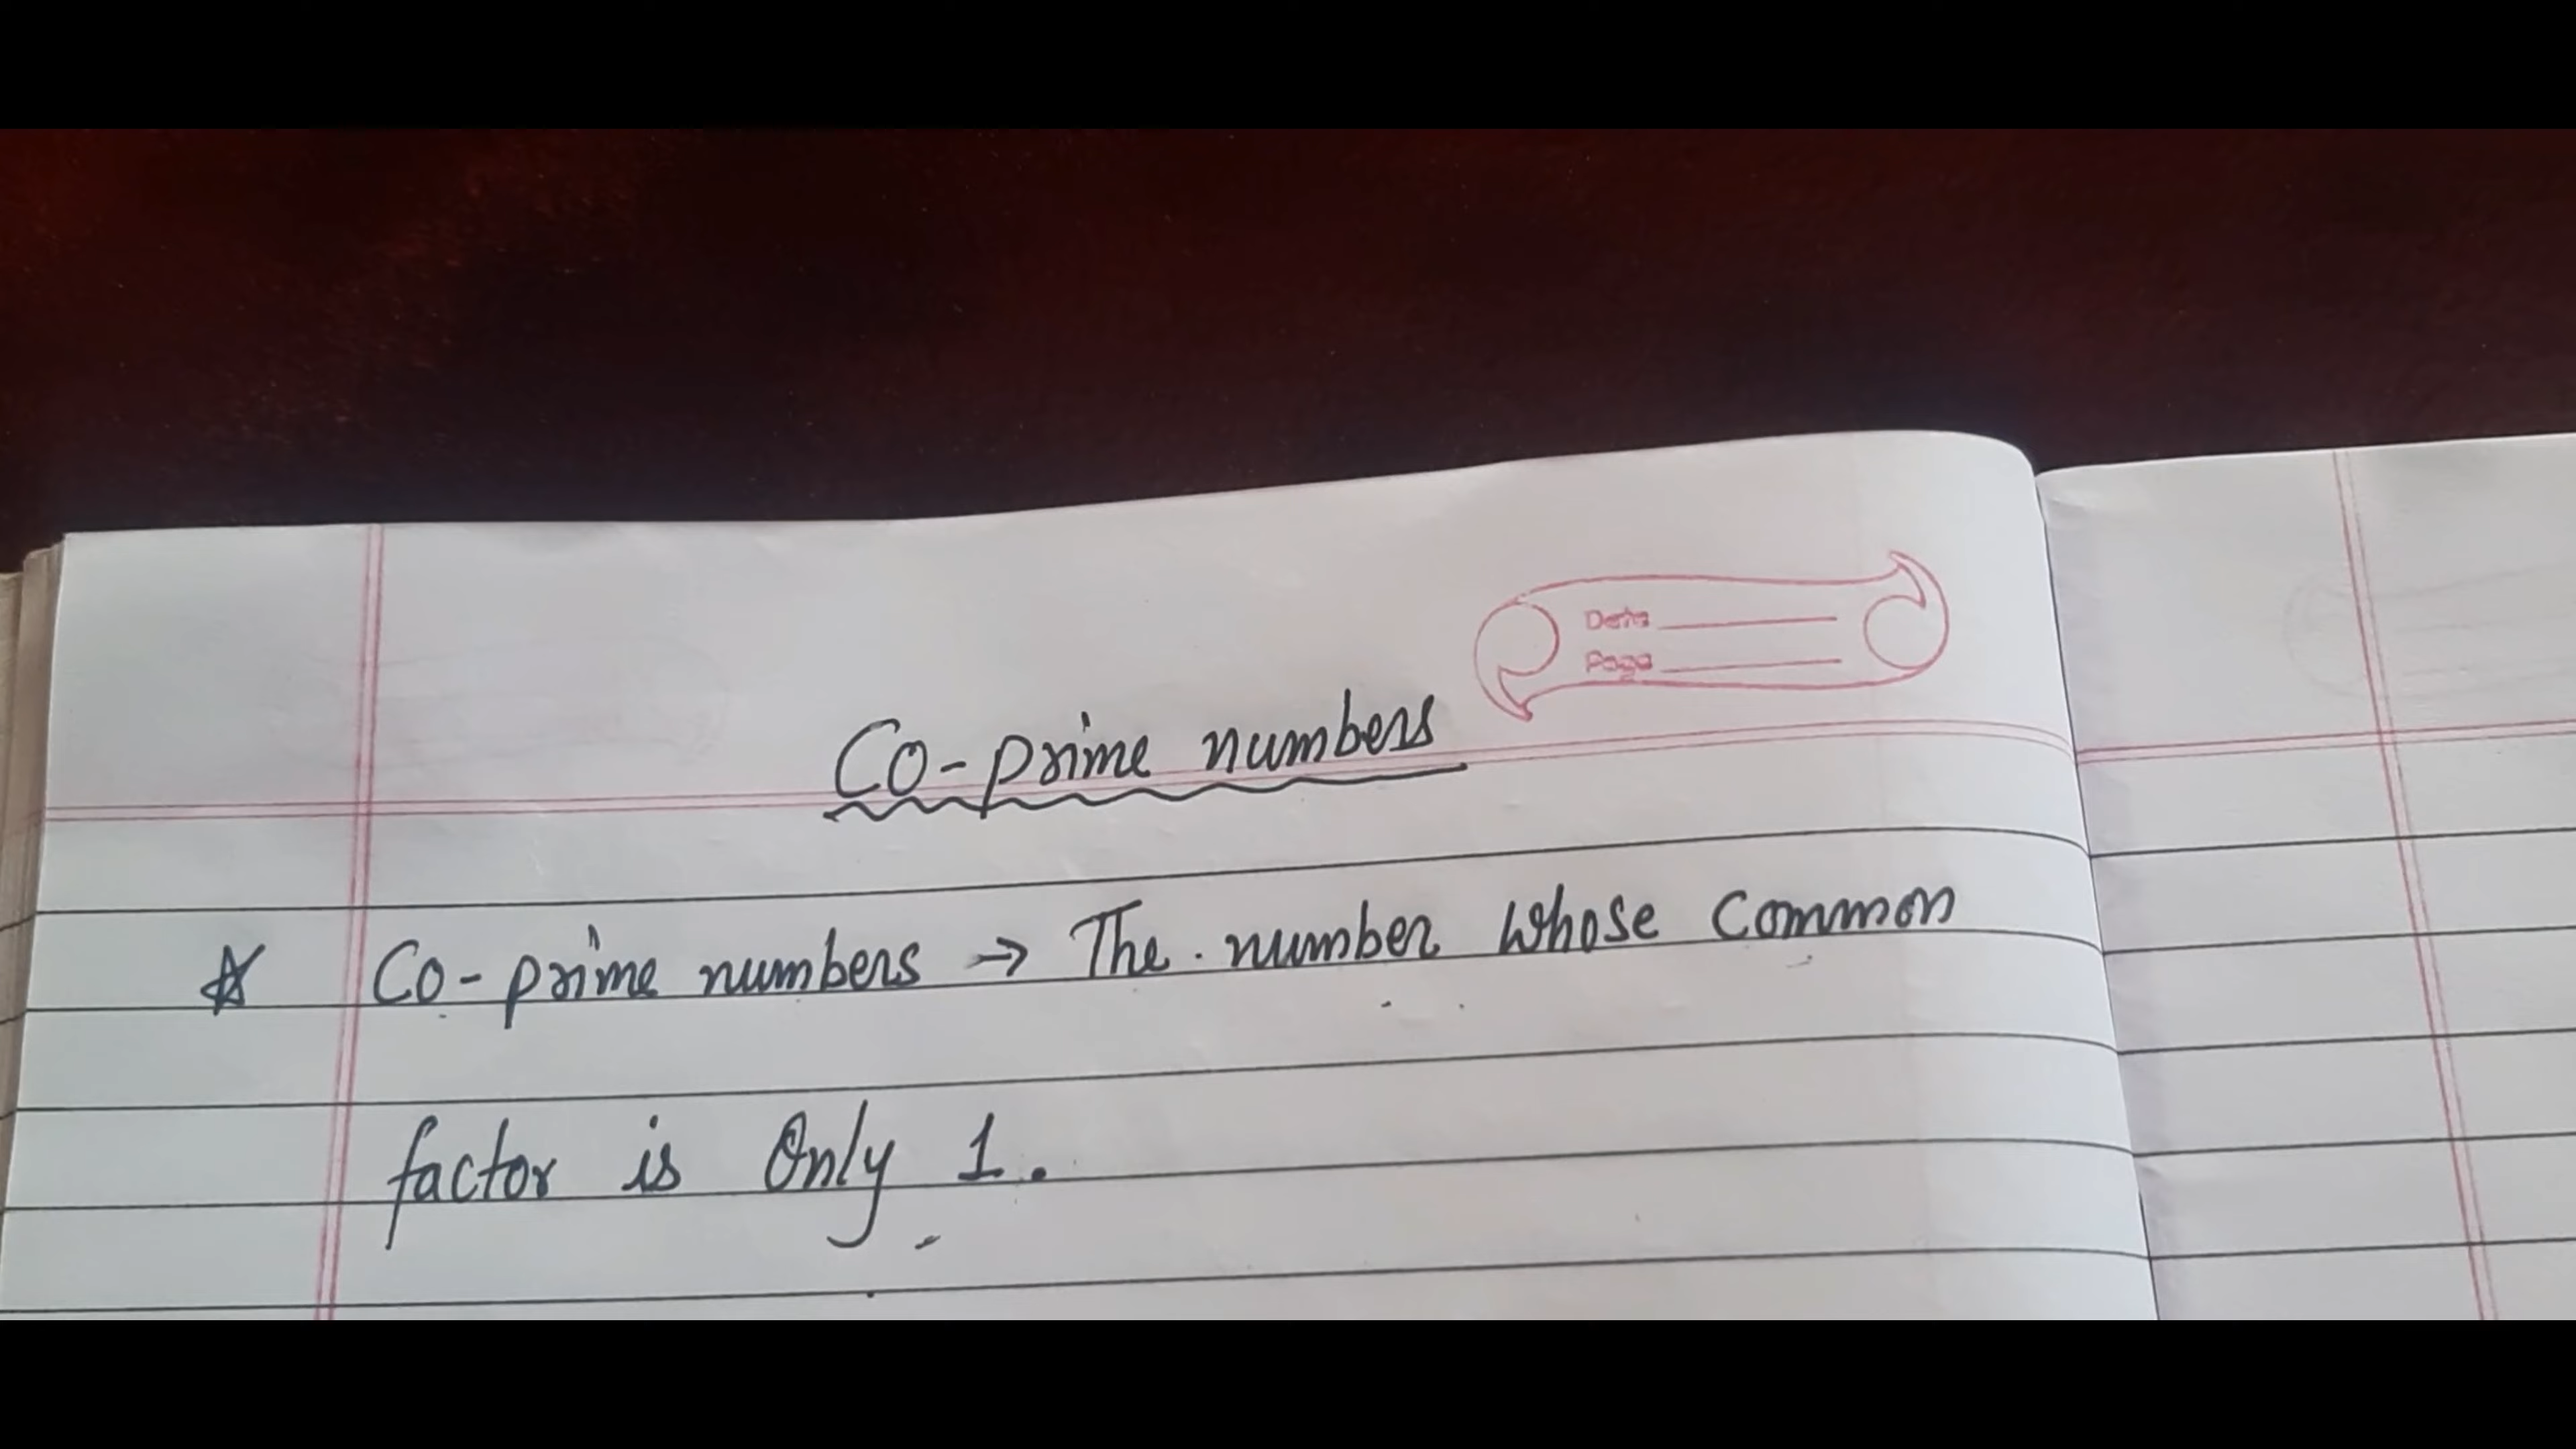 Date
Page
Co-prime numbers
☆ Co-prime numbers → The number whose Common
factor is Only 1.